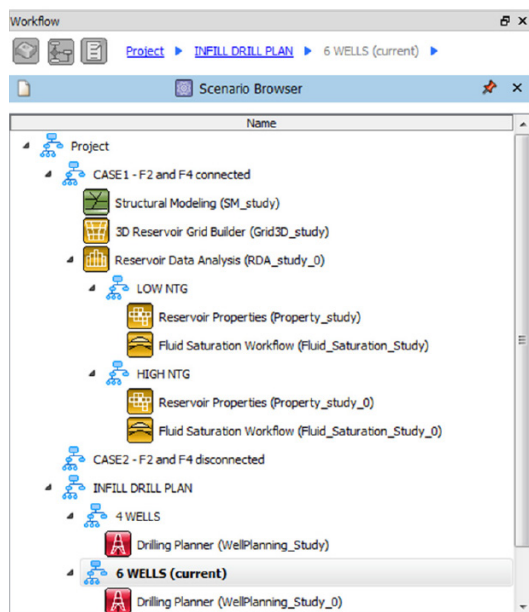 Workflow
Project INFILL DRILL PLAN 6 WELLS (current)
Scenario Browser
Name
Project
CASE1 - F2 and F4 connected
Structural Modeling (SM_study)
3D Reservoir Grid Builder (Grid3D_study)
Reservoir Data Analysis (RDA_study_0)
LOW NTG
Reservoir Properties (Property_study)
Fluid Saturation Workflow (Fluid_Saturation_Study)
HIGH NTG
Reservoir Properties (Property_study_0)
Fluid Saturation Workflow (Fluid_Saturation_Study_0)
CASE2 - F2 and F4 disconnected
INFILL DRILL PLAN
4 WELLS
Drilling Planner (WellPlanning_Study)
6 WELLS (current)
Drilling Planner (WellPlanning_Study_0)